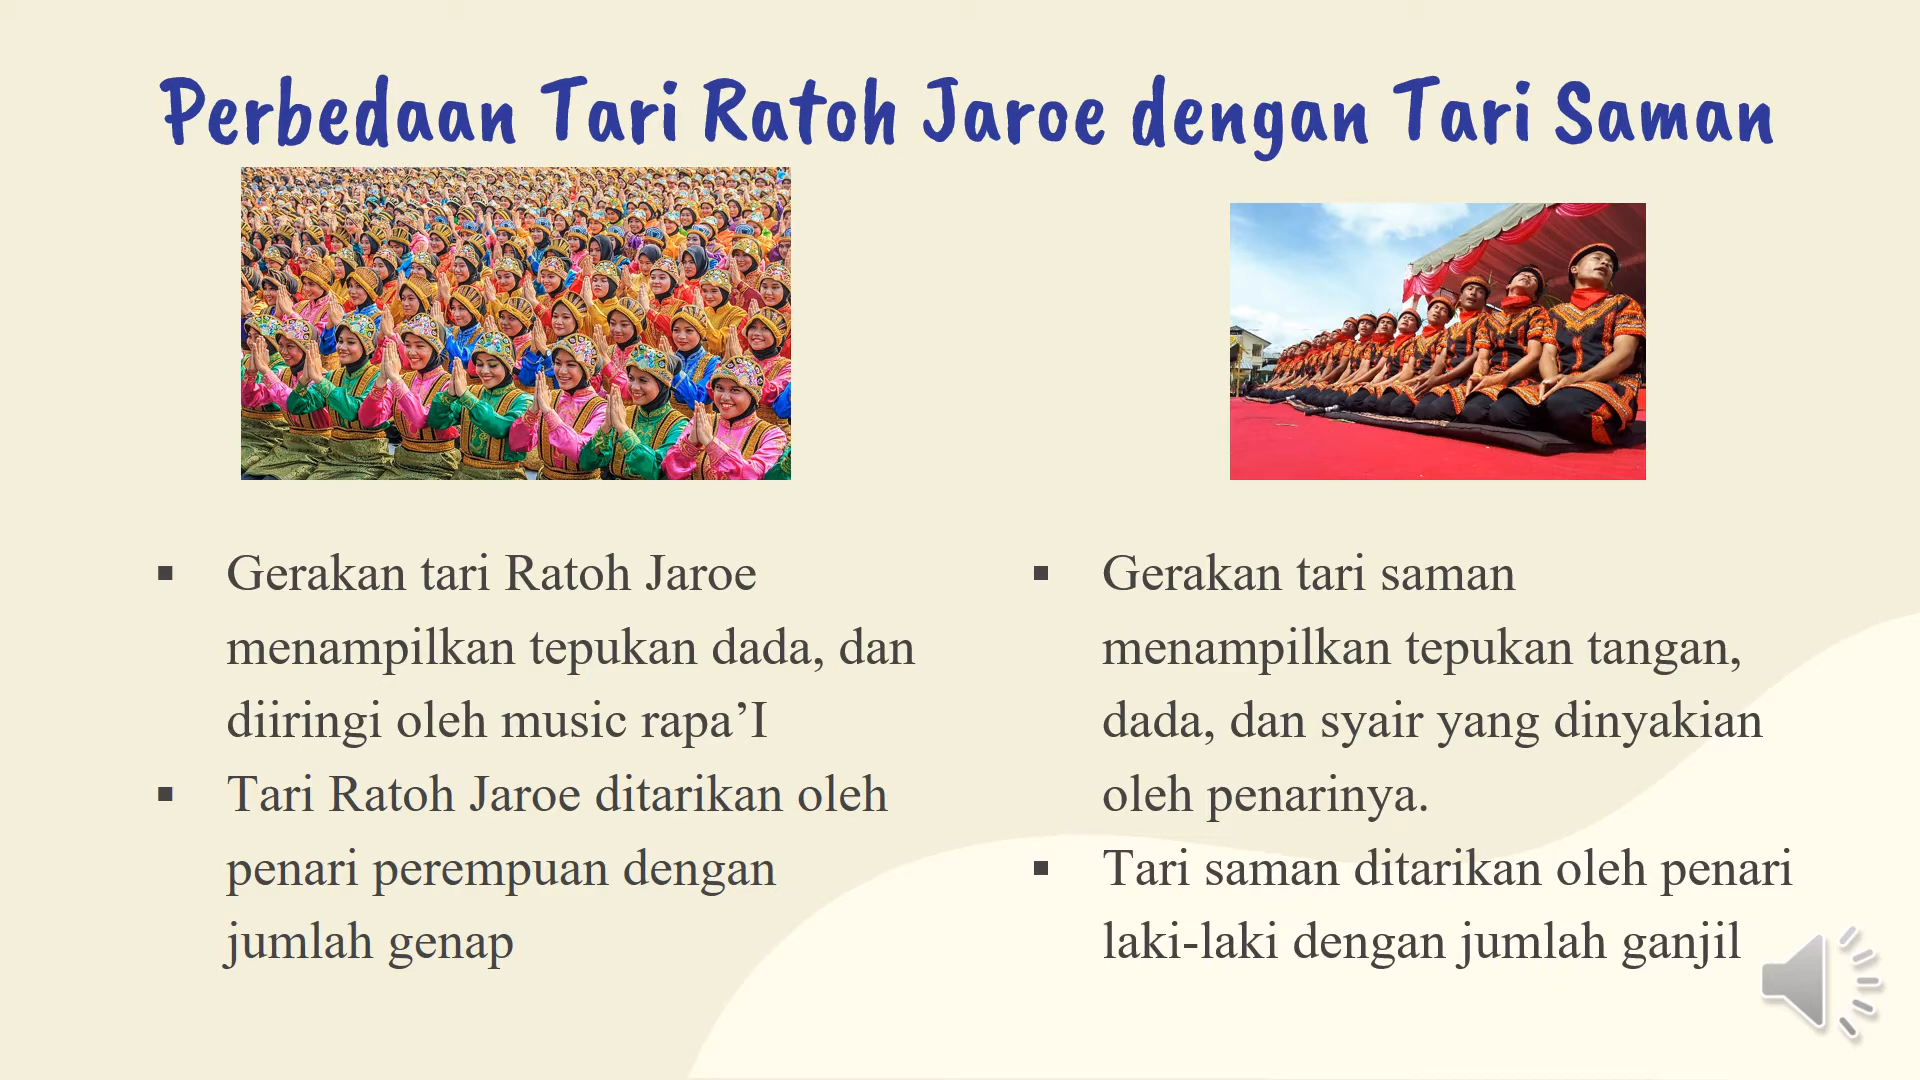 Perbedaan Tari Ratoh Jaroe dengan Tari Saman
▪ Gerakan tari Ratoh Jaroe
menampilkan tepukan dada, dan
diiringi oleh music rapa’I
▪ Tari Ratoh Jaroe ditarikan oleh
penari perempuan dengan
jumlah genap
▪ Gerakan tari saman
menampilkan tepukan tangan,
dada, dan syair yang dinyakian
oleh penarinya.
▪ Tari saman ditarikan oleh penari
laki-laki dengan jumlah ganjil